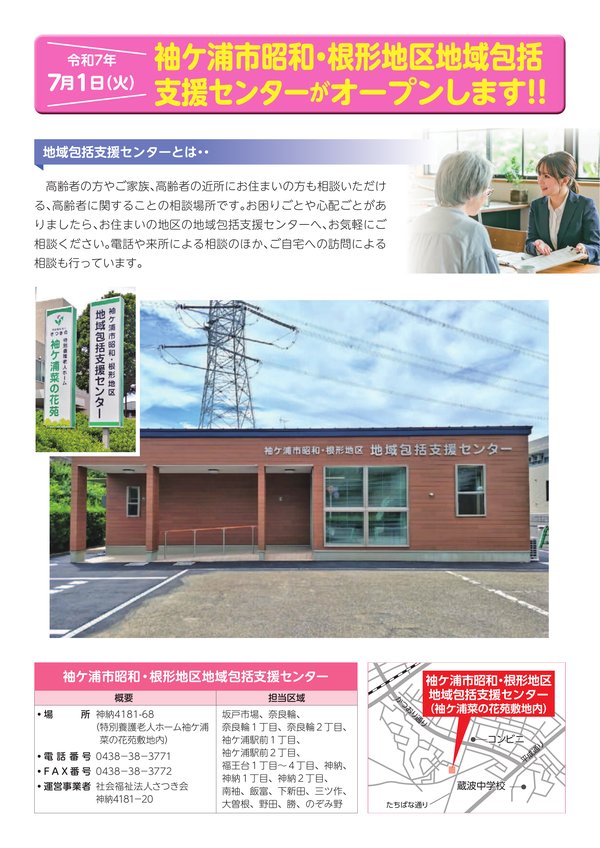 令和7年
7月1日(火)
袖ケ浦市昭和・根形地区地域包括
支援センターがオープンします!!
地域包括支援センターとは・・
高齢者の方やご家族、高齢者の近所にお住まいの方も相談いただけ
る、高齢者に関することの相談場所です。お困りごとや心配ごとがあ
りましたら、お住まいの地区の地域包括支援センターへ、お気軽にご
相談ください。電話や来所による相談のほか、ご自宅への訪問による
相談も行っています。
さつき会
特別養護老人ホーム
袖ケ浦菜の花苑
袖ケ浦市昭和・根形地区
地域包括支援センター
袖ケ浦市昭和・根形地区 地域包括支援センター
袖ケ浦市昭和・根形地区地域包括支援センター
概要
担当区域
・場 所 神納4181-68
(特別養護老人ホーム袖ケ浦
菜の花苑敷地内)
・電話番号 0438−38−3771
・FAX番号 0438−38−3772
・運営事業者 社会福祉法人さつき会
神納4181−20
坂戸市場、奈良輪、
奈良輪1丁目、奈良輪2丁目、
袖ケ浦駅前1丁目、
袖ケ浦駅前2丁目、
福王台1丁目〜4丁目、神納、
神納1丁目、神納2丁目、
南袖、飯富、下新田、三ツ作、
大曽根、野田、勝、のぞみ野
袖ケ浦市昭和・根形地区
地域包括支援センター
(袖ケ浦菜の花苑敷地内)
コンビニ
蔵波中学校
たちばな通り